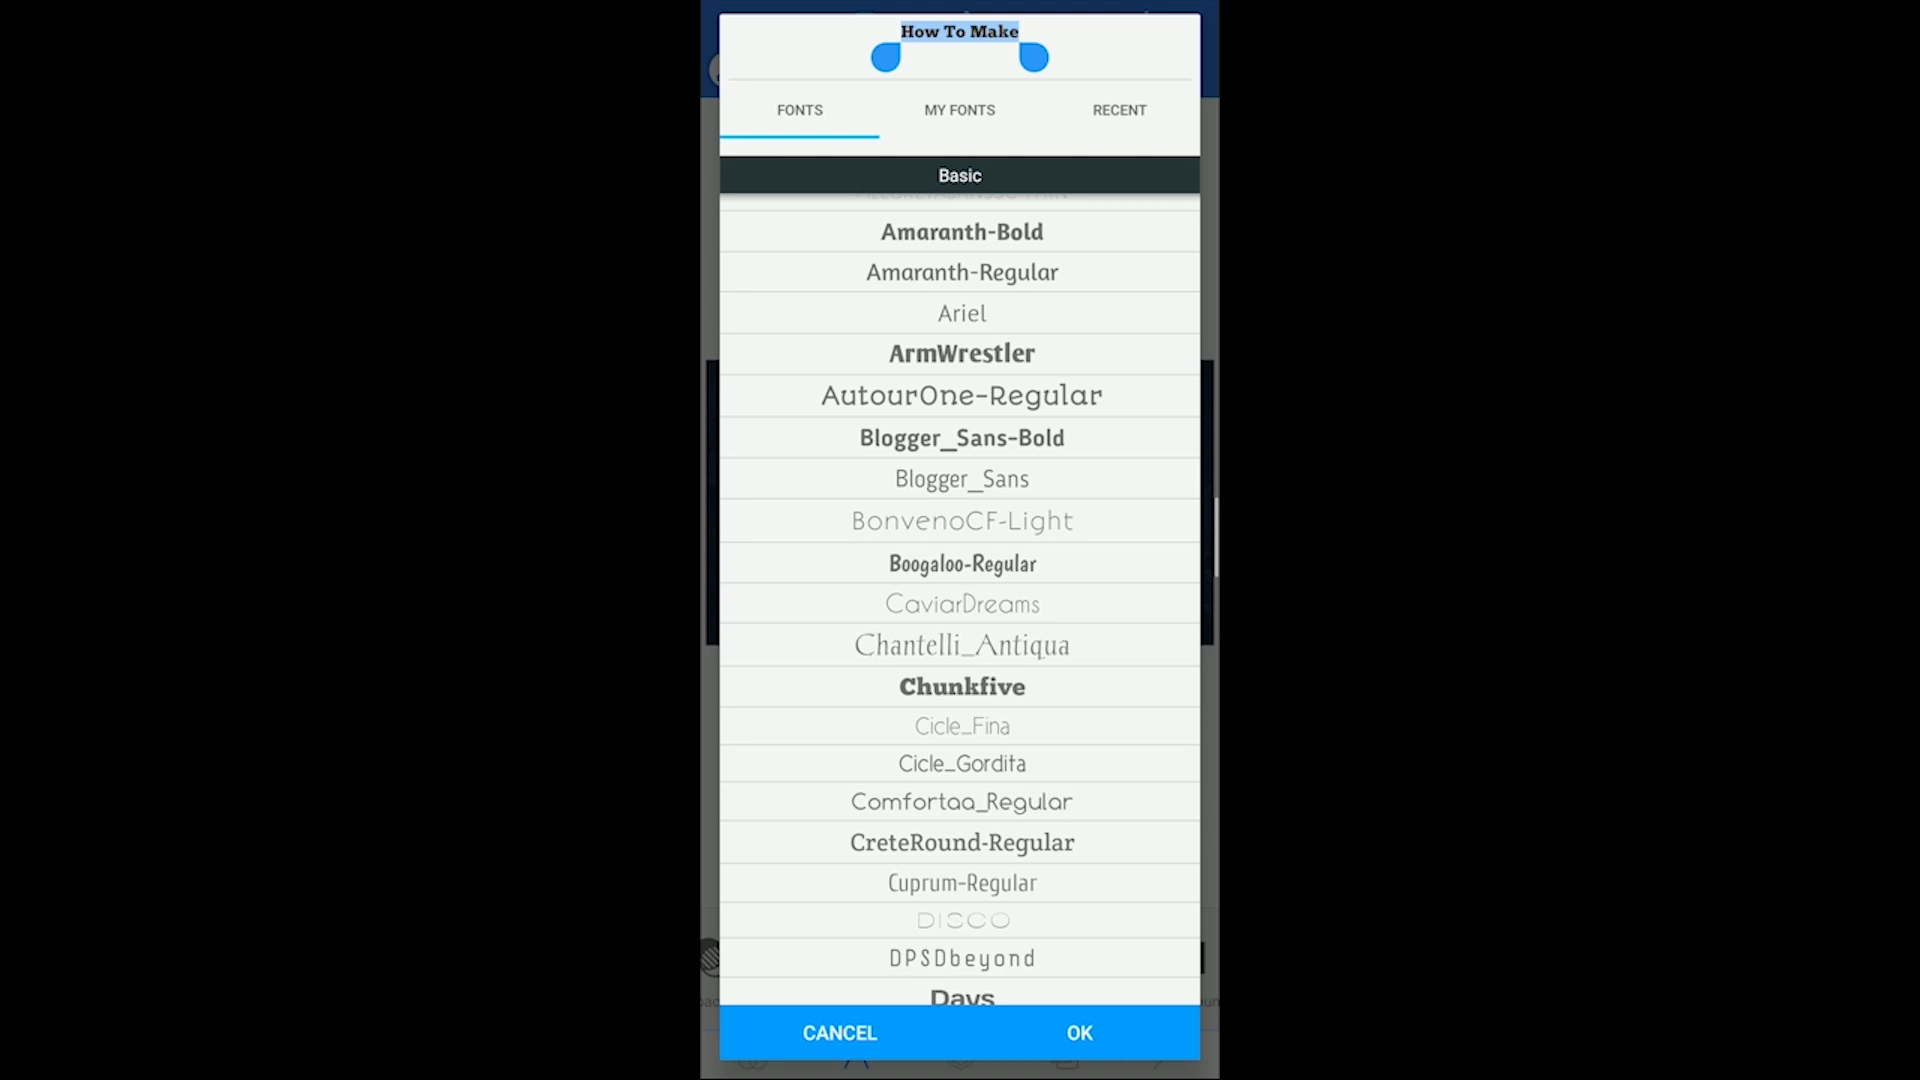 How To Make
FONTS
MY FONTS
RECENT
Basic
Amaranth-Bold
Amaranth-Regular
Ariel
ArmWrestler
AutourOne-Regular
Blogger_Sans-Bold
Blogger_Sans
BonvenoCF-Light
Boogaloo-Regular
CaviarDreams
Chantelli_Antiqua
Chunkfive
Cicle_Fina
Cicle_Gordita
Comfortaa_Regular
CreteRound-Regular
Cuprum-Regular
DISCO
DPSDbeyond
Days
CANCEL
OK